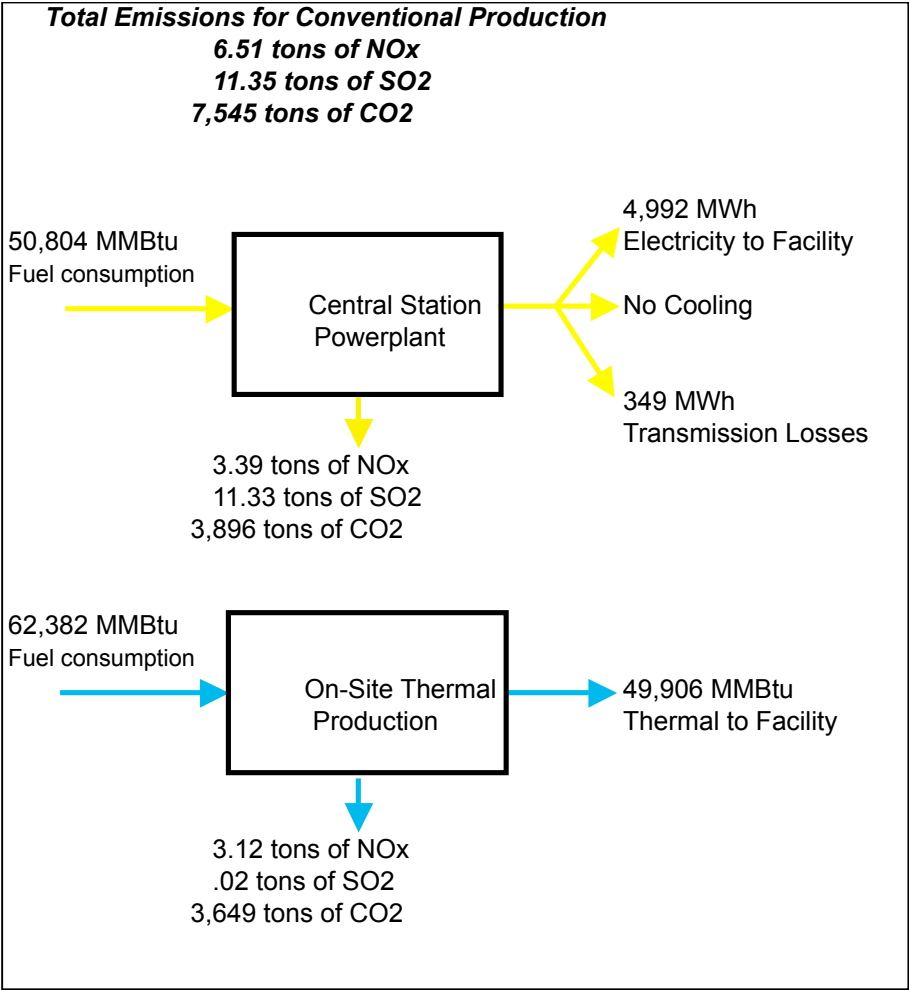 Total Emissions for Conventional Production
6.51 tons of NOx
11.35 tons of SO2
7,545 tons of CO2
50,804 MMBtu
Fuel consumption
Central Station
Powerplant
4,992 MWh
Electricity to Facility
No Cooling
349 MWh
Transmission Losses
3.39 tons of NOx
11.33 tons of SO2
3,896 tons of CO2
62,382 MMBtu
Fuel consumption
On-Site Thermal
Production
49,906 MMBtu
Thermal to Facility
3.12 tons of NOx
.02 tons of SO2
3,649 tons of CO2